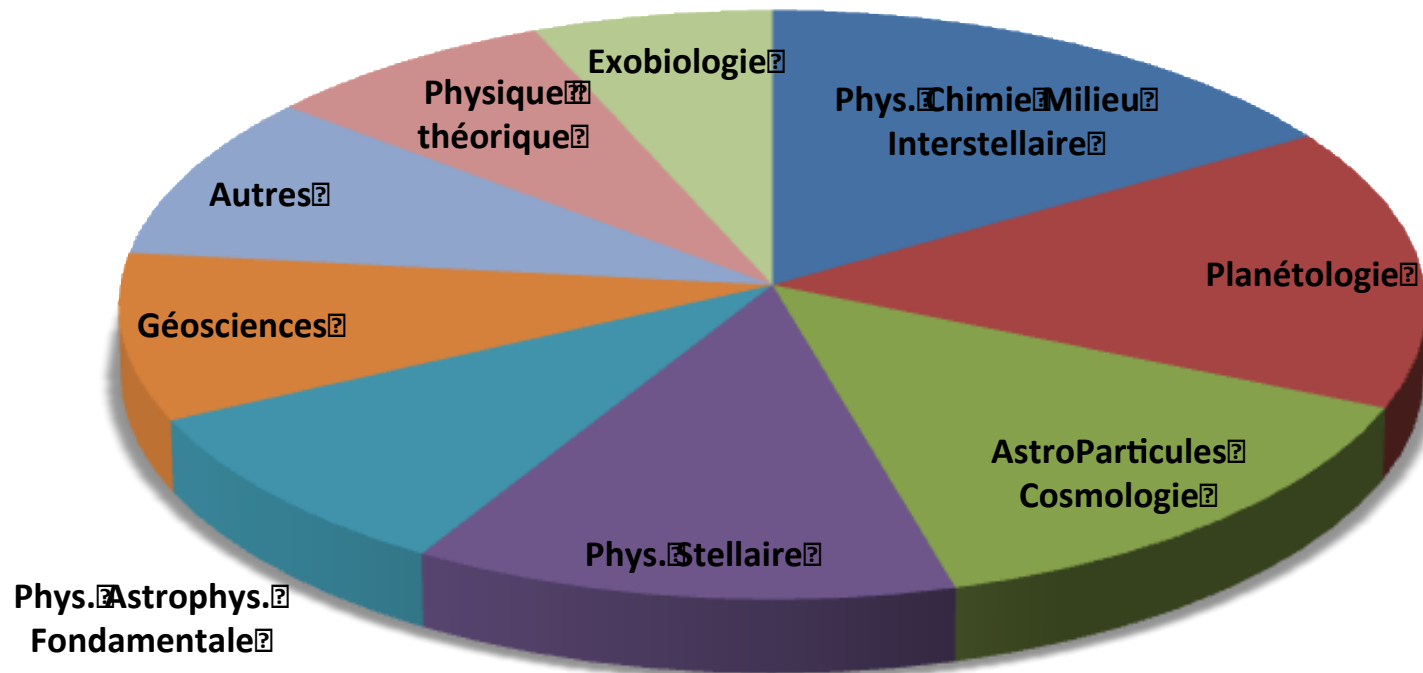 Exobiologie
Phys. Chimie Milieu
Interstellaire
Physique
théorique
Autres
Planétologie
Géosciences
AstroParticules
Cosmologie
Phys. Stellaire
Phys. Astrophys.
Fondamentale